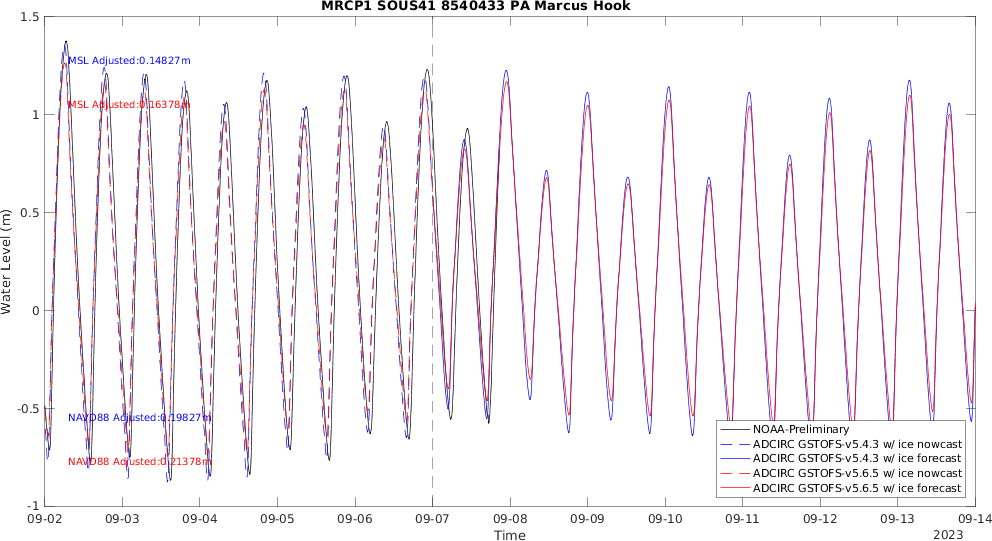 MRCP1 SOUS41 8540433 PA Marcus Hook
1.5
1
0.5
0
-0.5
-1
Water Level (m)
MSL Adjusted:0.14827m
MSL Adjusted:0.16378m
NAVD88 Adjusted:0.19827m
NAVD88 Adjusted:0.21378m
NOAA-Preliminary
ADCIRC GSTOFS-v5.4.3 w/ ice nowcast
ADCIRC GSTOFS-v5.4.3 w/ ice forecast
ADCIRC GSTOFS-v5.6.5 w/ ice nowcast
ADCIRC GSTOFS-v5.6.5 w/ ice forecast
09-02 09-03 09-04 09-05 09-06 09-07 09-08 09-09 09-10 09-11 09-12 09-13 09-14
Time
2023